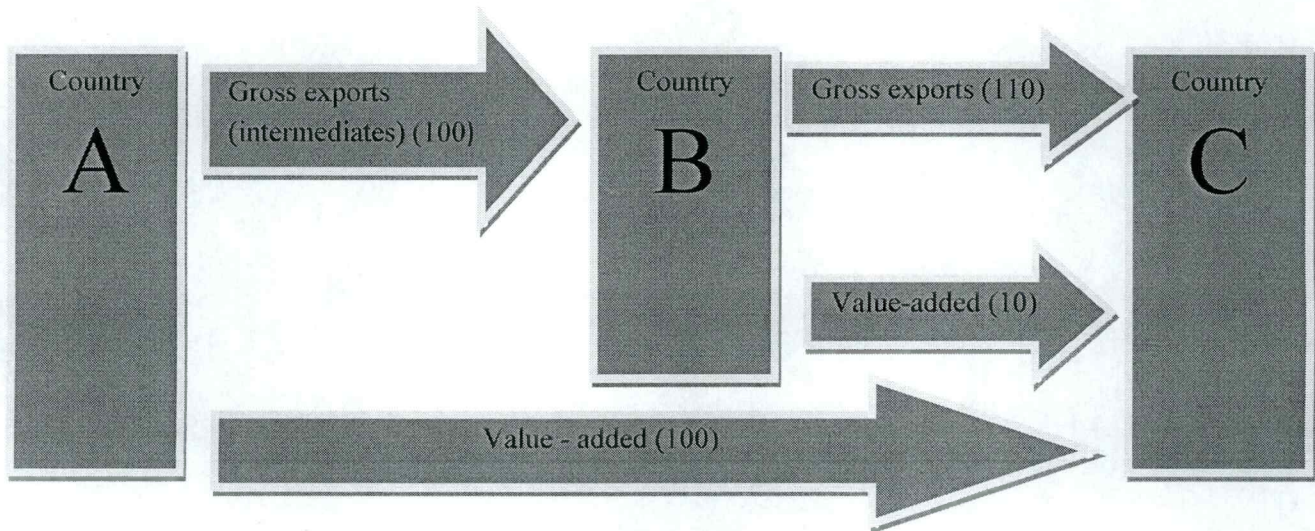 Country
A
Gross exports
(intermediates) (100)
Country
B
Gross exports (110)
Country
C
Value-added (10)
Value - added (100)